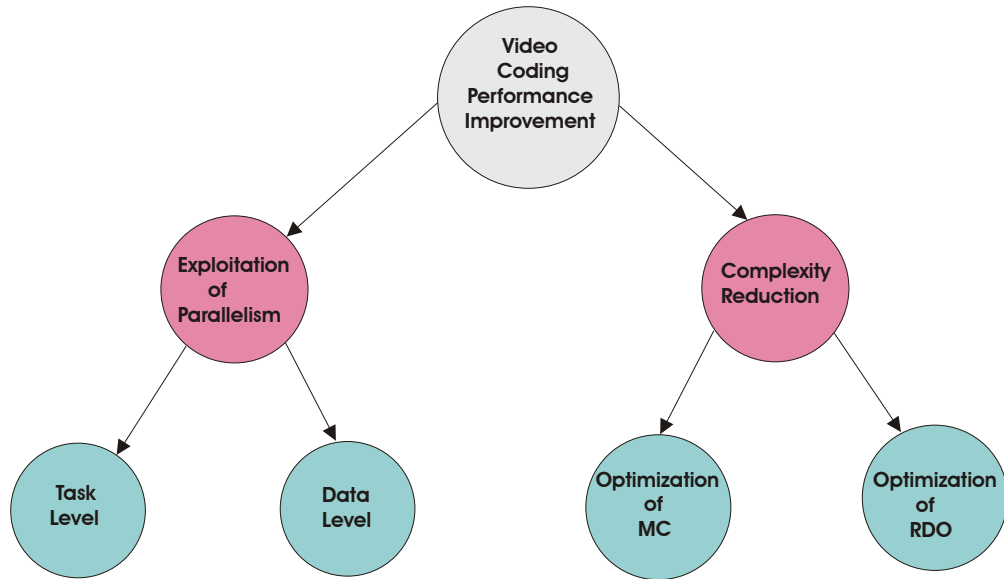 Video
Coding
Performance
Improvement
Exploitation
of
Parallelism
Complexity
Reduction
Task
Level
Data
Level
Optimization
of
MC
Optimization
of
RDO